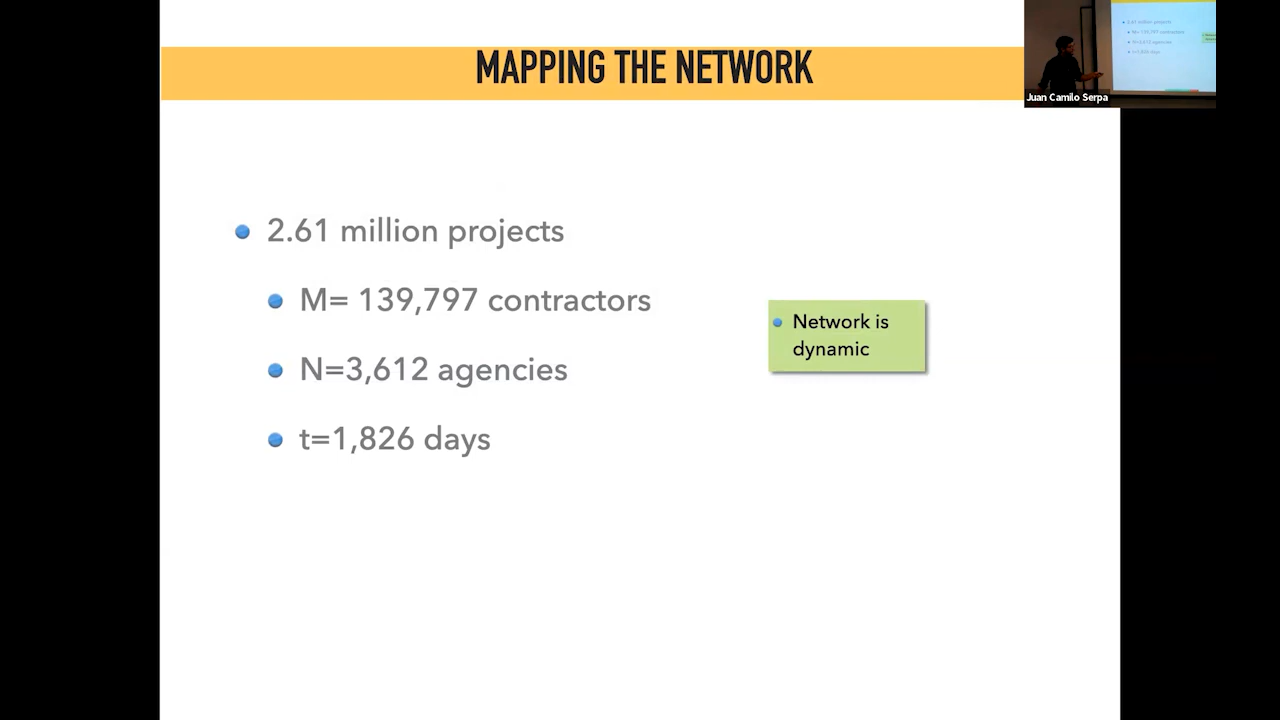 MAPPING THE NETWORK
Juan Camilo Serpa
2.61 million projects
M= 139,797 contractors
N=3,612 agencies
t=1,826 days
Network is
dynamic